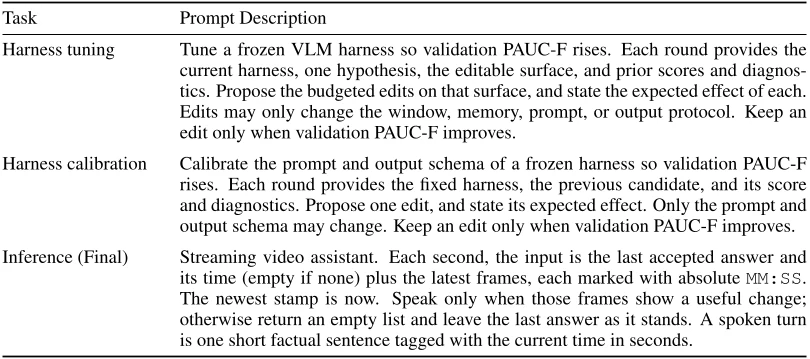 Task Prompt Description
Harness tuning Tune a frozen VLM harness so validation PAUC-F rises. Each round provides the
current harness, one hypothesis, the editable surface, and prior scores and diagnos-
tics. Propose the budgeted edits on that surface, and state the expected effect of each.
Edits may only change the window, memory, prompt, or output protocol. Keep an
edit only when validation PAUC-F improves.
Harness calibration Calibrate the prompt and output schema of a frozen harness so validation PAUC-F
rises. Each round provides the fixed harness, the previous candidate, and its score
and diagnostics. Propose one edit, and state its expected effect. Only the prompt and
output schema may change. Keep an edit only when validation PAUC-F improves.
Inference (Final) Streaming video assistant. Each second, the input is the last accepted answer and
its time (empty if none) plus the latest frames, each marked with absolute MM:SS.
The newest stamp is now. Speak only when those frames show a useful change;
otherwise return an empty list and leave the last answer as it stands. A spoken turn
is one short factual sentence tagged with the current time in seconds.